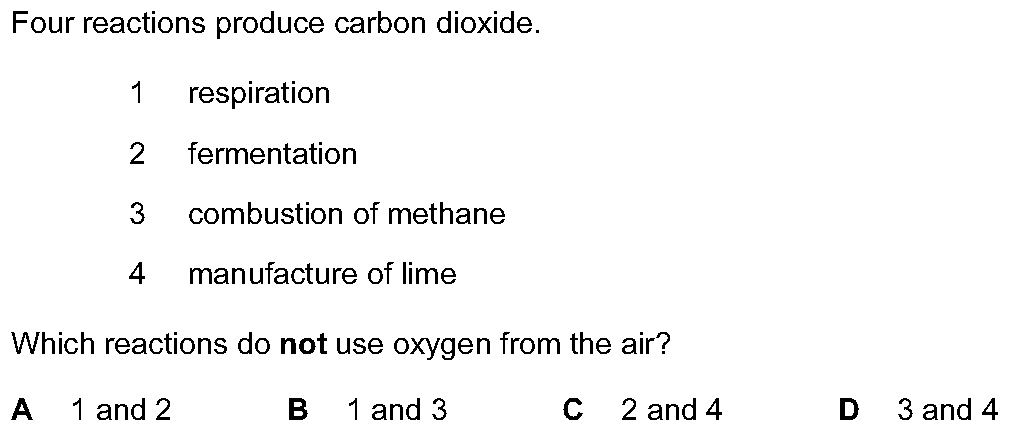 Four reactions produce carbon dioxide.
1 respiration
2 fermentation
3 combustion of methane
4 manufacture of lime
Which reactions do not use oxygen from the air?
A 1 and 2 B 1 and 3 C 2 and 4 D 3 and 4